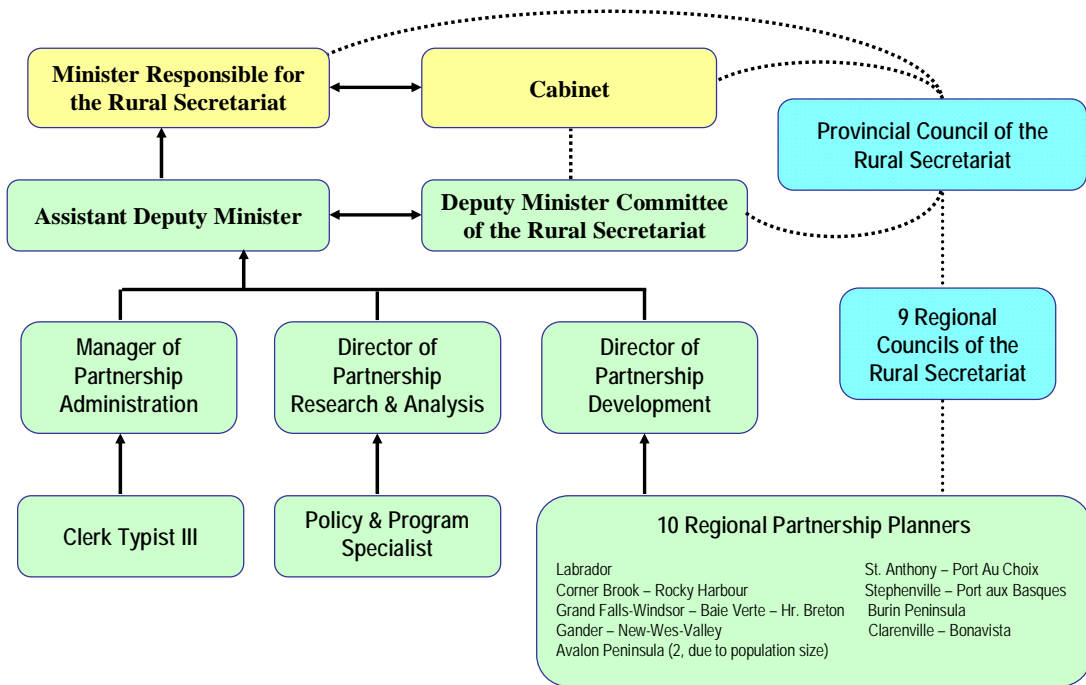 Minister Responsible for
the Rural Secretariat
Cabinet
Provincial Council of the
Rural Secretariat
Assistant Deputy Minister
Deputy Minister Committee
of the Rural Secretariat
9 Regional
Councils of the
Rural Secretariat
Manager of
Partnership
Administration
Director of
Partnership
Research & Analysis
Director of
Partnership
Development
Clerk Typist III
Policy & Program
Specialist
10 Regional Partnership Planners
Labrador
Corner Brook – Rocky Harbour
Grand Falls-Windsor – Baie Verte – Hr. Breton
Gander – New-Wes-Valley
Avalon Peninsula (2, due to population size)
St. Anthony – Port Au Choix
Stephenville – Port aux Basques
Burin Peninsula
Clarenville – Bonavista